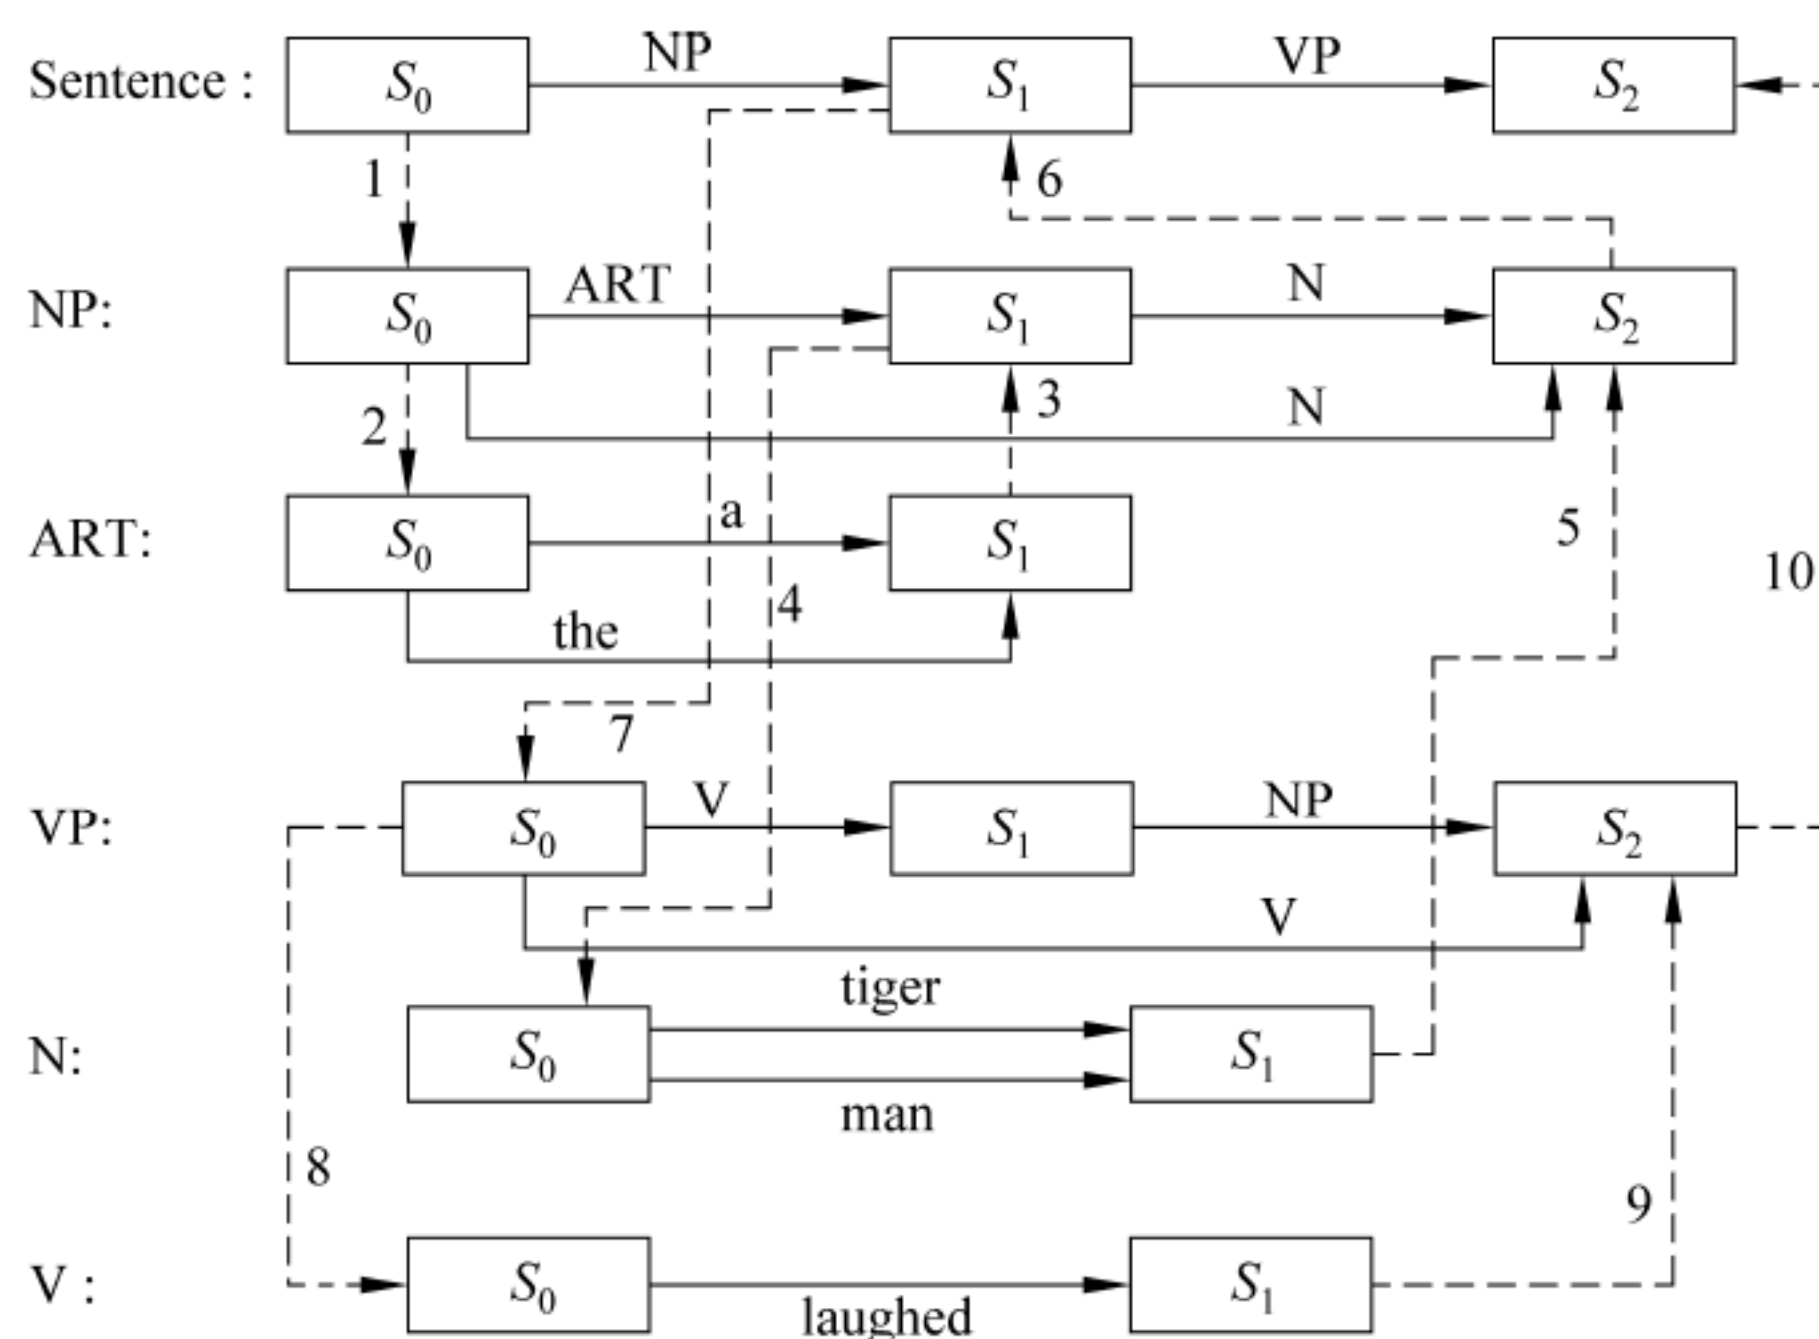 NP VP
Sentence : S₀ S₁ S₂
1 6
ART N
NP: S₀ S₁ S₂
2 3 N
a 5
ART: S₀ S₁ 10
the 4
7
V NP
VP: S₀ S₁ S₂
V
tiger
N: S₀ S₁
man
8 9
V : S₀ S₁
laughed